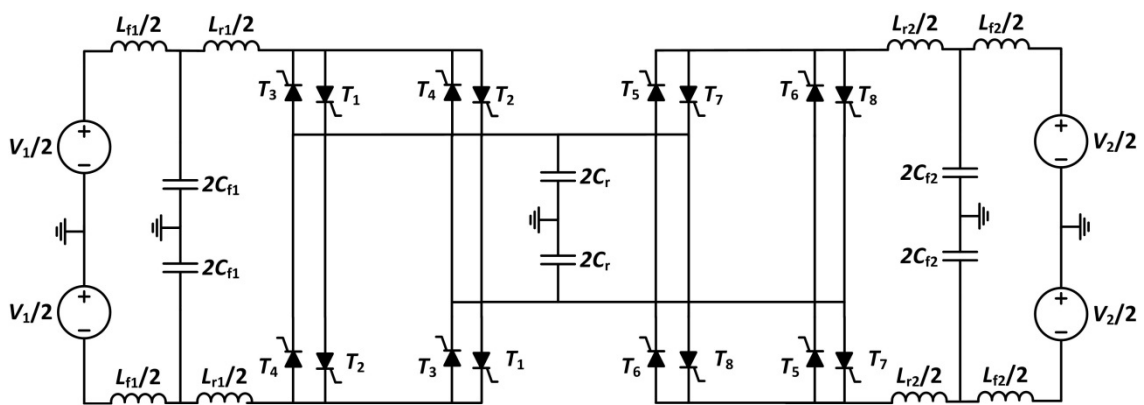 Lf1/2 Lr1/2 Lr2/2 Lf2/2
T3 T1 T4 T2 T5 T7 T6 T8
+ +
V1/2 V2/2
− −
2Cf1 2Cr 2Cf2
2Cf1 2Cr 2Cf2
+ +
V1/2 V2/2
− −
T4 T2 T3 T1 T6 T8 T5 T7
Lf1/2 Lr1/2 Lr2/2 Lf2/2